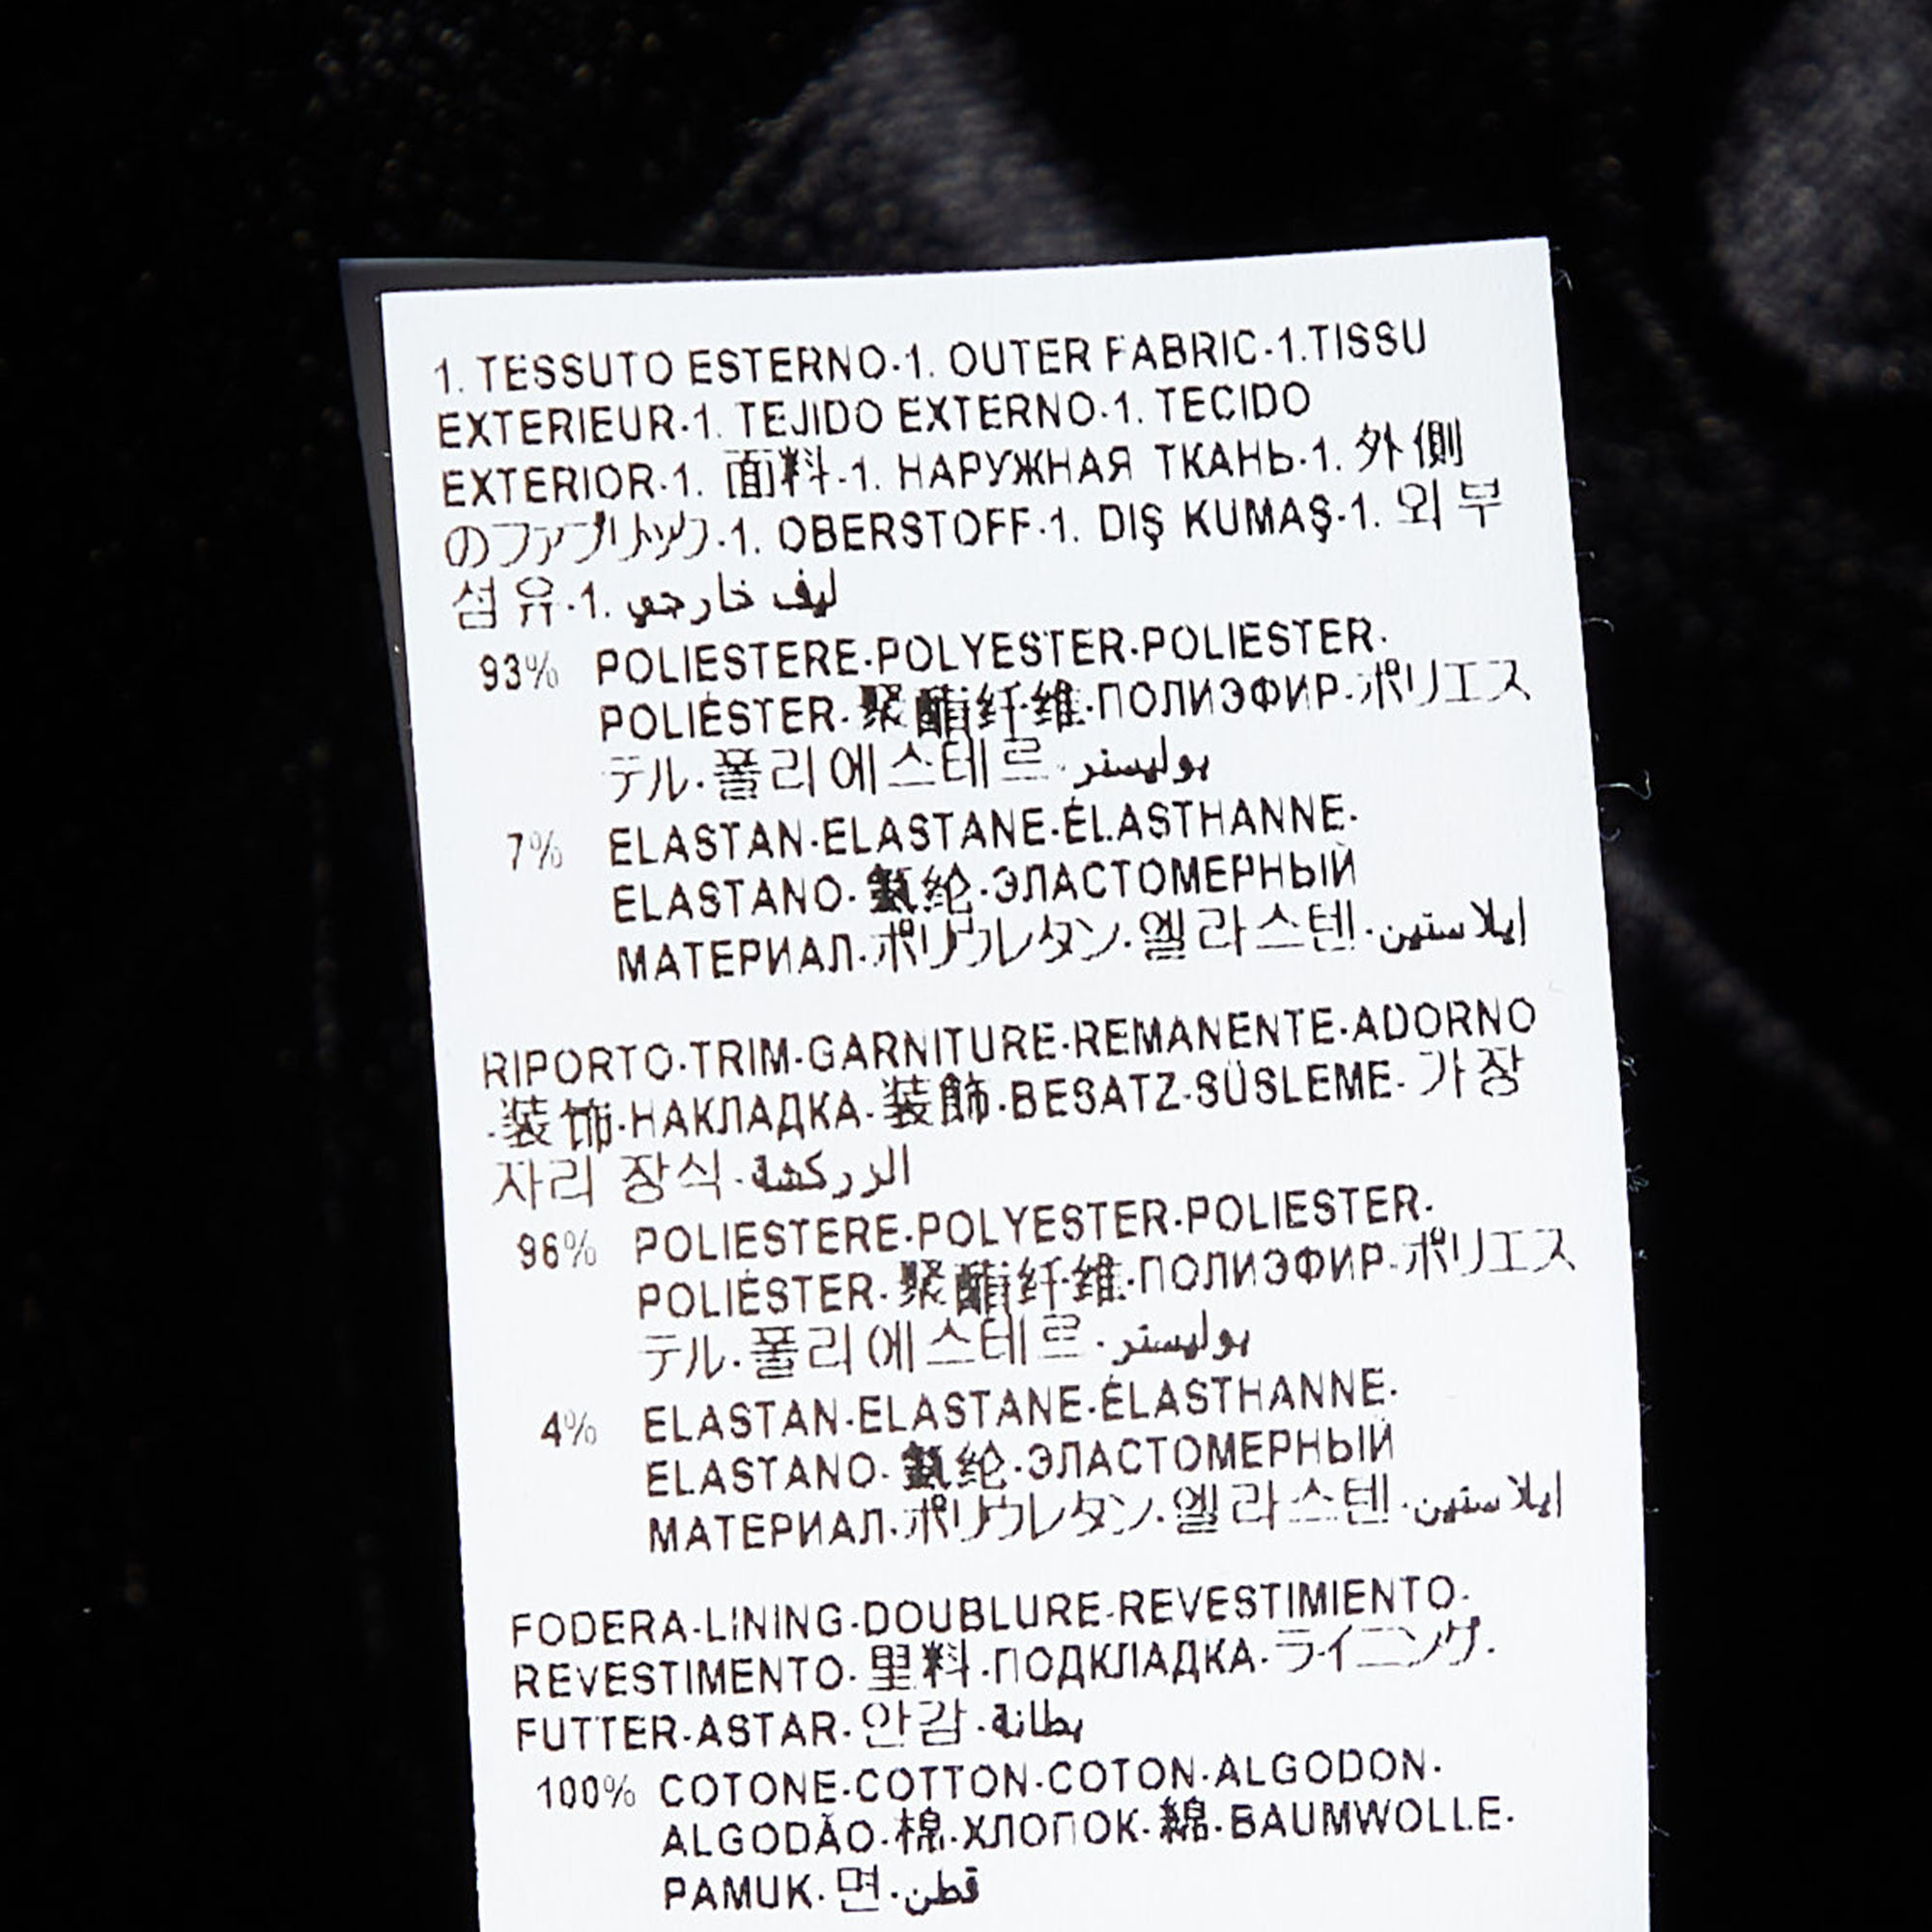 1. TESSUTO ESTERNO-1. OUTER FABRIC-1.TISSU
EXTERIEUR-1. TEJIDO EXTERNO-1. TECIDO
EXTERIOR-1. 面料-1. НАРУЖНАЯ ТКАНЬ-1. 外側
のファブリック-1. OBERSTOFF-1. DIŞ KUMAŞ-1. 외부
섬유-1. ليف خارجي
93% POLIESTERE-POLYESTER-POLIESTER-
POLIÉSTER-聚酯纤维-ПОЛИЭФИР-ポリエス
テル-폴리에스테르-بوليستر
7% ELASTAN-ELASTANE-ÉLASTHANNE-
ELASTANO-氨纶-ЭЛАСТОМЕРНЫЙ
МАТЕРИАЛ-ポリウレタン-엘라스텐-إيلاستين
RIPORTO-TRIM-GARNITURE-REMANENTE-ADORNO
-装饰-НАКЛАДКА-装飾-BESATZ-SÜSLEME-가장
자리 장식-الزركشة
96% POLIESTERE-POLYESTER-POLIESTER-
POLIÉSTER-聚酯纤维-ПОЛИЭФИР-ポリエス
テル-폴리에스테르-بوليستر
4% ELASTAN-ELASTANE-ÉLASTHANNE-
ELASTANO-氨纶-ЭЛАСТОМЕРНЫЙ
МАТЕРИАЛ-ポリウレタン-엘라스텐-إيلاستين
FODERA-LINING-DOUBLURE-REVESTIMIENTO-
REVESTIMENTO-里料-ПОДКЛАДКА-ライニング-
FUTTER-ASTAR-안감-بطانة
100% COTONE-COTTON-COTON-ALGODON-
ALGODÃO-棉-ХЛОПОК-綿-BAUMWOLLE-
PAMUK-면-قطن